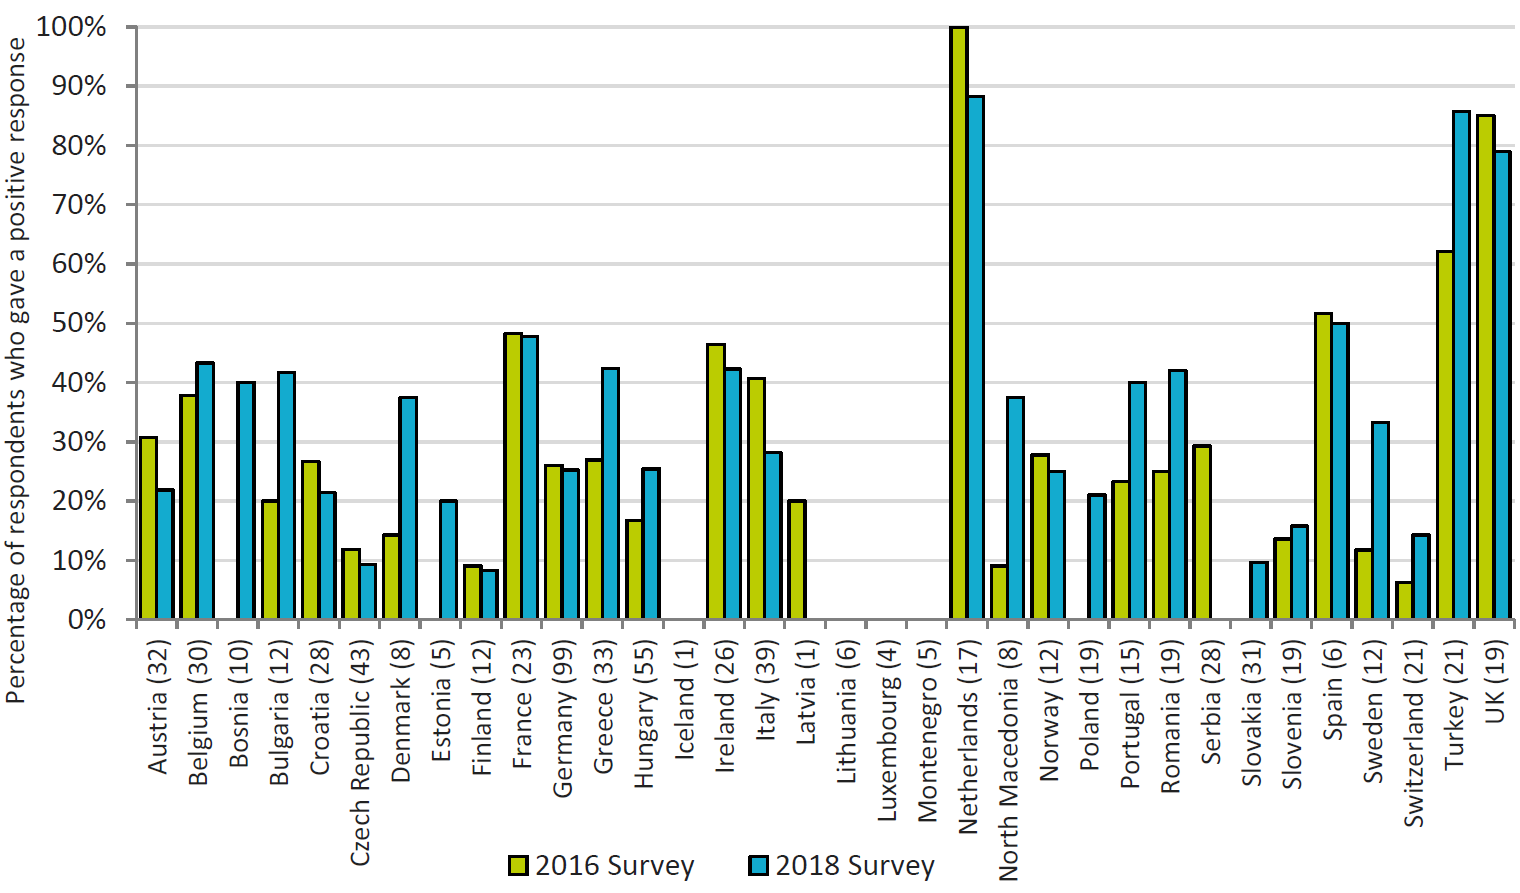 Percentage of respondents who gave a positive response
100%
90%
80%
70%
60%
50%
40%
30%
20%
10%
0%
Austria (32)
Belgium (30)
Bosnia (10)
Bulgaria (12)
Croatia (28)
Czech Republic (43)
Denmark (8)
Estonia (5)
Finland (12)
France (23)
Germany (99)
Greece (33)
Hungary (55)
Iceland (1)
Ireland (26)
Italy (39)
Latvia (1)
Lithuania (6)
Luxembourg (4)
Montenegro (5)
Netherlands (17)
North Macedonia (8)
Norway (12)
Poland (19)
Portugal (15)
Romania (19)
Serbia (28)
Slovakia (31)
Slovenia (19)
Spain (6)
Sweden (12)
Switzerland (21)
Turkey (21)
UK (19)
2016 Survey
2018 Survey